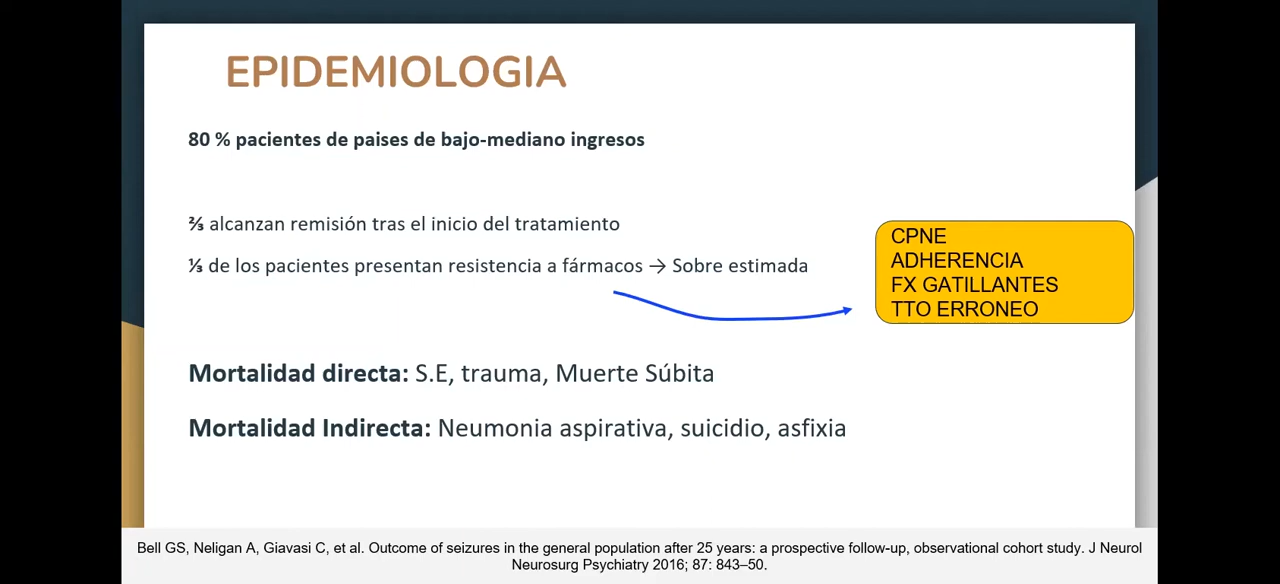 EPIDEMIOLOGIA
80 % pacientes de paises de bajo-mediano ingresos
⅔ alcanzan remisión tras el inicio del tratamiento
⅓ de los pacientes presentan resistencia a fármacos → Sobre estimada
CPNE
ADHERENCIA
FX GATILLANTES
TTO ERRONEO
Mortalidad directa: S.E, trauma, Muerte Súbita
Mortalidad Indirecta: Neumonia aspirativa, suicidio, asfixia
Bell GS, Neligan A, Giavasi C, et al. Outcome of seizures in the general population after 25 years: a prospective follow-up, observational cohort study. J Neurol
Neurosurg Psychiatry 2016; 87: 843–50.